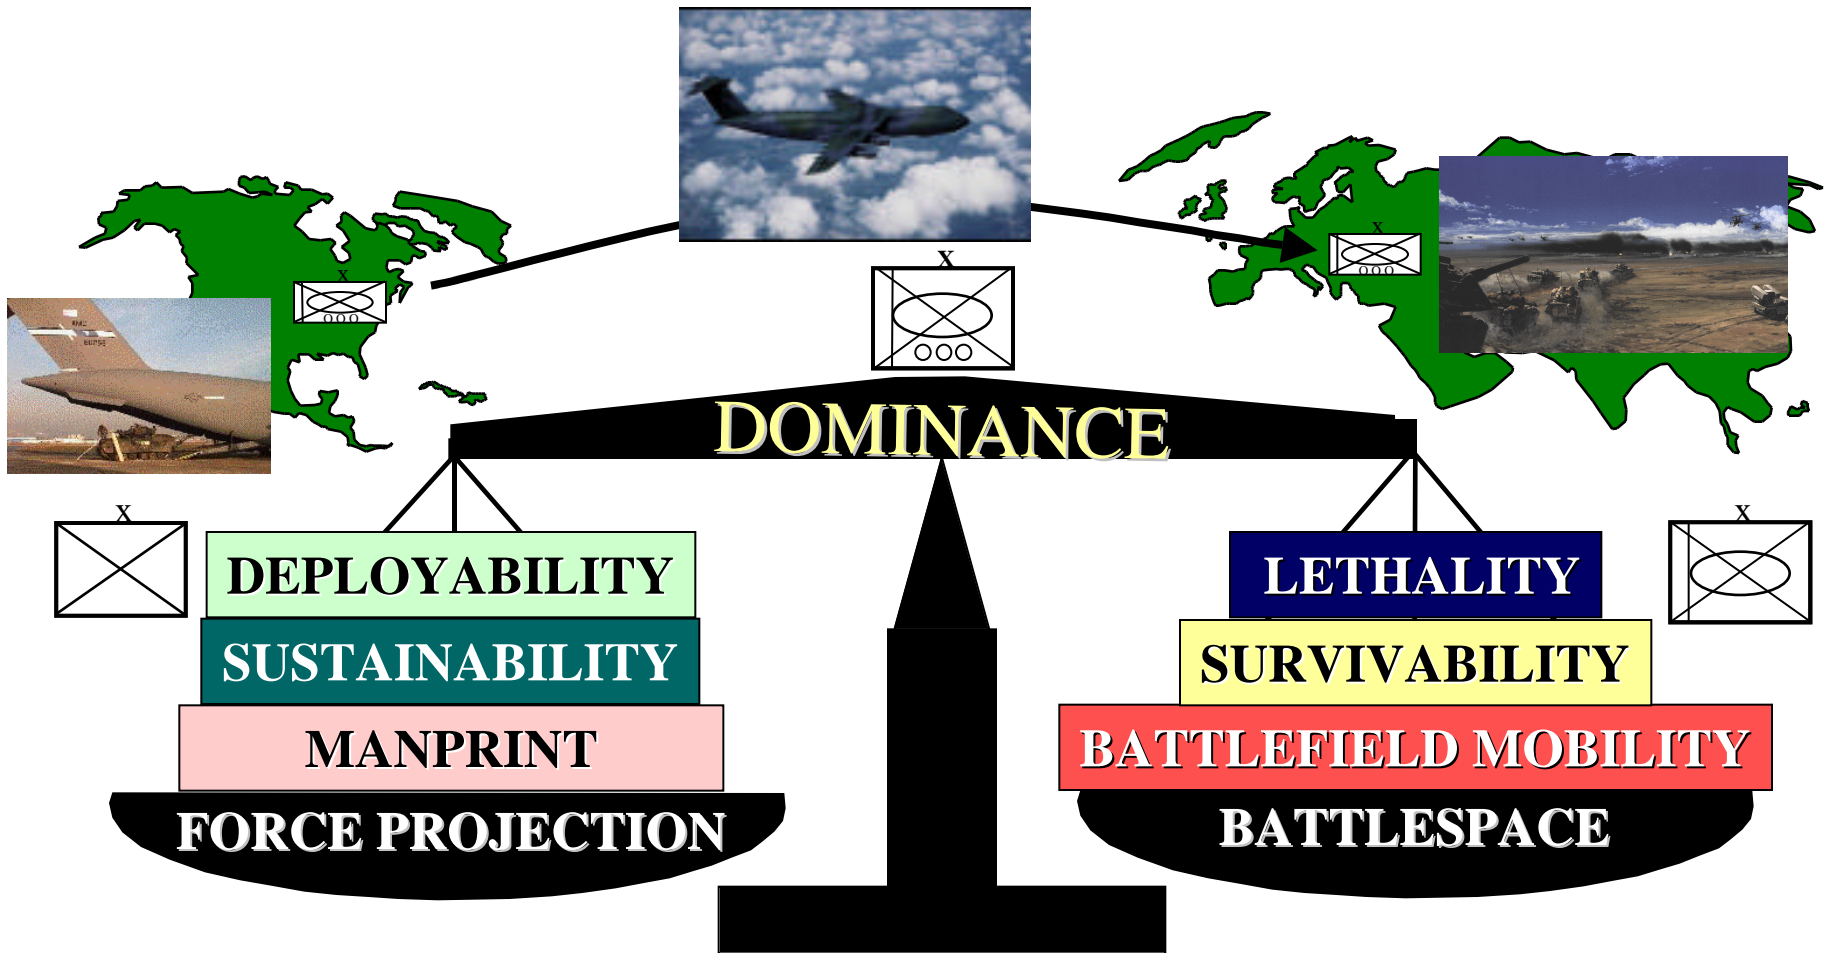 X
X
X
DOMINANCE
X
X
DEPLOYABILITY
LETHALITY
SUSTAINABILITY
SURVIVABILITY
MANPRINT
BATTLEFIELD MOBILITY
FORCE PROJECTION
BATTLESPACE